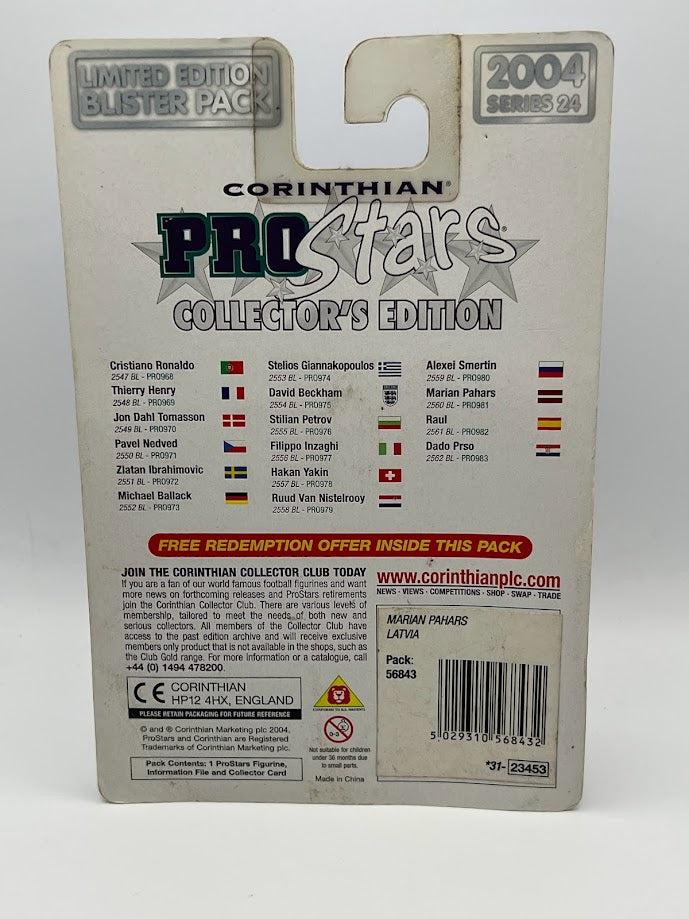 LIMITED EDITION
BLISTER PACK
2004
SERIES 24
CORINTHIAN®
PROStars®
COLLECTOR'S EDITION
Cristiano Ronaldo
2547 BL - PRO968
Thierry Henry
2548 BL - PRO969
Jon Dahl Tomasson
2549 BL - PRO970
Pavel Nedved
2550 BL - PRO971
Zlatan Ibrahimovic
2551 BL - PRO972
Michael Ballack
2552 BL - PRO973
Stelios Giannakopoulos
2553 BL - PRO974
David Beckham
2554 BL - PRO975
Stilian Petrov
2555 BL - PRO976
Filippo Inzaghi
2556 BL - PRO977
Hakan Yakin
2557 BL - PRO978
Ruud Van Nistelrooy
2558 BL - PRO979
Alexei Smertin
2559 BL - PRO980
Marian Pahars
2560 BL - PRO981
Raul
2561 BL - PRO982
Dado Prso
2562 BL - PRO983
FREE REDEMPTION OFFER INSIDE THIS PACK
JOIN THE CORINTHIAN COLLECTOR CLUB TODAY
If you are a fan of our world famous football figurines and want
more news on forthcoming releases and ProStars retirements
join the Corinthian Collector Club. There are various levels of
membership, tailored to meet the needs of both new and
serious collectors. All members of the Collector Club have
access to the past edition archive and will receive exclusive
members only product that is not available in the shops, such as
the Club Gold range. For more information or a catalogue, call
+44 (0) 1494 478200.
CE CORINTHIAN
HP12 4HX, ENGLAND
PLEASE RETAIN PACKAGING FOR FUTURE REFERENCE
© and ® Corinthian Marketing plc 2004.
ProStars and Corinthian are Registered
Trademarks of Corinthian Marketing plc.
Pack Contents: 1 ProStars Figurine,
Information File and Collector Card
0-3
Not suitable for children
under 36 months due
to small parts.
Made in China
www.corinthianplc.com
NEWS - VIEWS - COMPETITIONS - SHOP - SWAP - TRADE
MARIAN PAHARS
LATVIA
Pack:
56843
5 029310 568432
*31- 23453